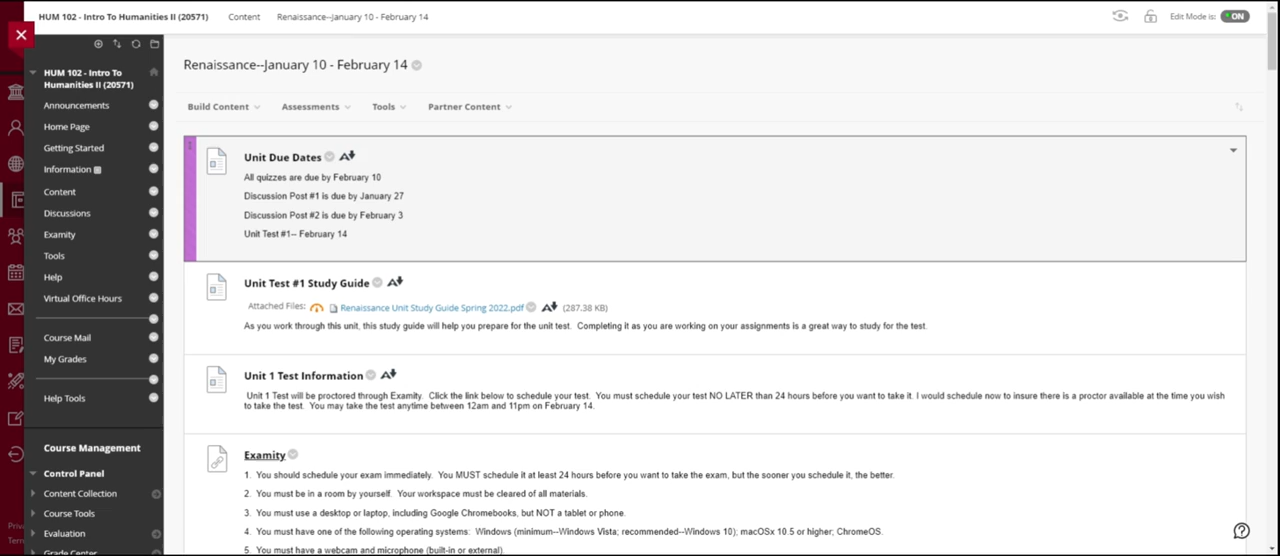 HUM 102 - Intro To Humanities II (20571)
Content
Renaissance--January 10 - February 14
Edit Mode is:
ON
HUM 102 - Intro To
Humanities II (20571)
Announcements
Home Page
Getting Started
Information
Content
Discussions
Examity
Tools
Help
Virtual Office Hours
Course Mail
My Grades
Help Tools
Course Management
Control Panel
Content Collection
Course Tools
Evaluation
Grade Center
Renaissance--January 10 - February 14
Build Content
Assessments
Tools
Partner Content
Unit Due Dates
All quizzes are due by February 10
Discussion Post #1 is due by January 27
Discussion Post #2 is due by February 3
Unit Test #1-- February 14
Unit Test #1 Study Guide
Attached Files: Renaissance Unit Study Guide Spring 2022.pdf (287.38 KB)
As you work through this unit, this study guide will help you prepare for the unit test. Completing it as you are working on your assignments is a great way to study for the test.
Unit 1 Test Information
Unit 1 Test will be proctored through Examity. Click the link below to schedule your test. You must schedule your test NO LATER than 24 hours before you want to take it. I would schedule now to insure there is a proctor available at the time you wish
to take the test. You may take the test anytime between 12am and 11pm on February 14.
Examity
1. You should schedule your exam immediately. You MUST schedule it at least 24 hours before you want to take the exam, but the sooner you schedule it, the better.
2. You must be in a room by yourself. Your workspace must be cleared of all materials.
3. You must use a desktop or laptop, including Google Chromebooks, but NOT a tablet or phone.
4. You must have one of the following operating systems: Windows (minimum--Windows Vista; recommended--Windows 10); macOSx 10.5 or higher; ChromeOS.
5. You must have a webcam and microphone (built-in or external)